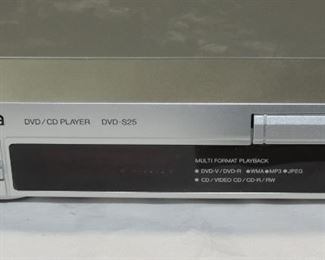 a DVD/CD PLAYER DVD-S25
MULTI FORMAT PLAYBACK
● DVD-V/DVD-R ● WMA ● MP3 ● JPEG
● CD/VIDEO CD/CD-R/RW